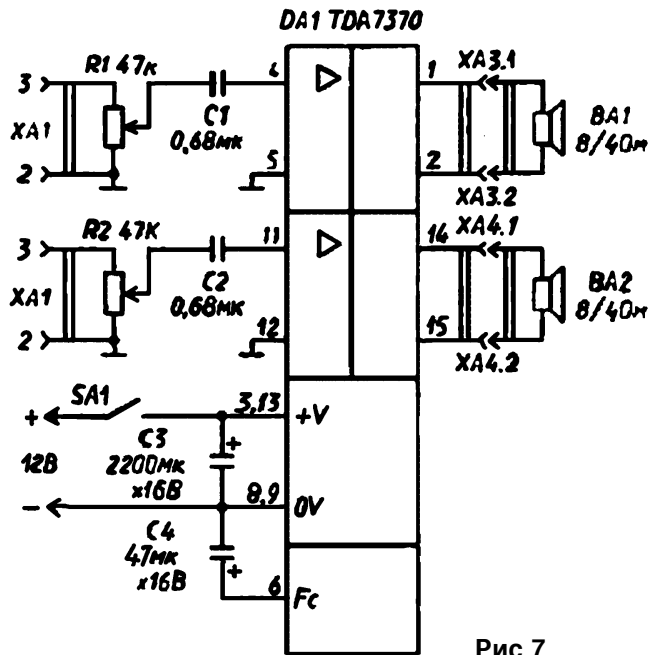 DA1 TDA7370
3
R1 47к
4
1
XA3.1
XA1
C1
0,68мк
BA1
8/4Ом
2
5
2
XA3.2
3
R2 47К
11
14
XA4.1
XA1
C2
0,68мк
BA2
8/4Ом
2
12
15
XA4.2
SA1
+
3,13
+V
12В
C3
2200мк
x16В
+
-
8,9
0V
C4
47мк
x16В
+
6
Fc
Рис.7